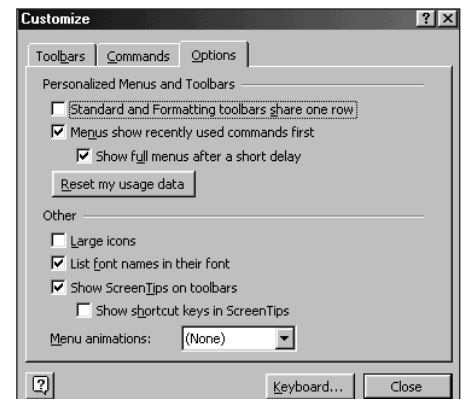 Customize
Toolbars Commands Options
Personalized Menus and Toolbars
Standard and Formatting toolbars share one row
Menus show recently used commands first
Show full menus after a short delay
Reset my usage data
Other
Large icons
List font names in their font
Show ScreenTips on toolbars
Show shortcut keys in ScreenTips
Menu animations: (None)
Keyboard... Close